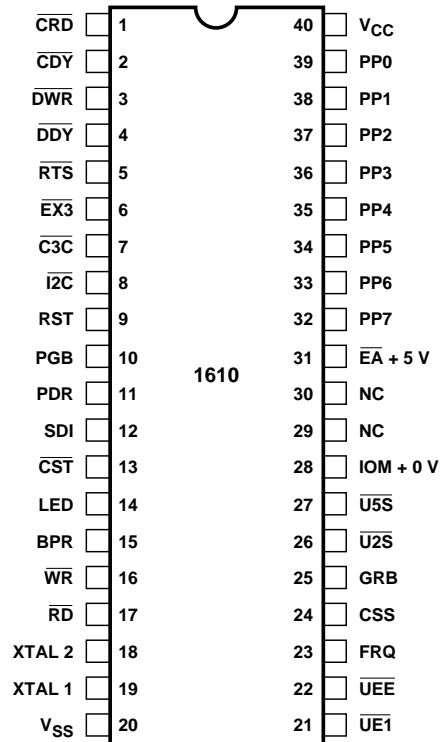 CRD 1 40 VCC
CDY 2 39 PP0
DWR 3 38 PP1
DDY 4 37 PP2
RTS 5 36 PP3
EX3 6 35 PP4
C3C 7 34 PP5
I2C 8 33 PP6
RST 9 32 PP7
PGB 10 31 EA + 5 V
1610
PDR 11 30 NC
SDI 12 29 NC
CST 13 28 IOM + 0 V
LED 14 27 U5S
BPR 15 26 U2S
WR 16 25 GRB
RD 17 24 CSS
XTAL 2 18 23 FRQ
XTAL 1 19 22 UEE
VSS 20 21 UE1